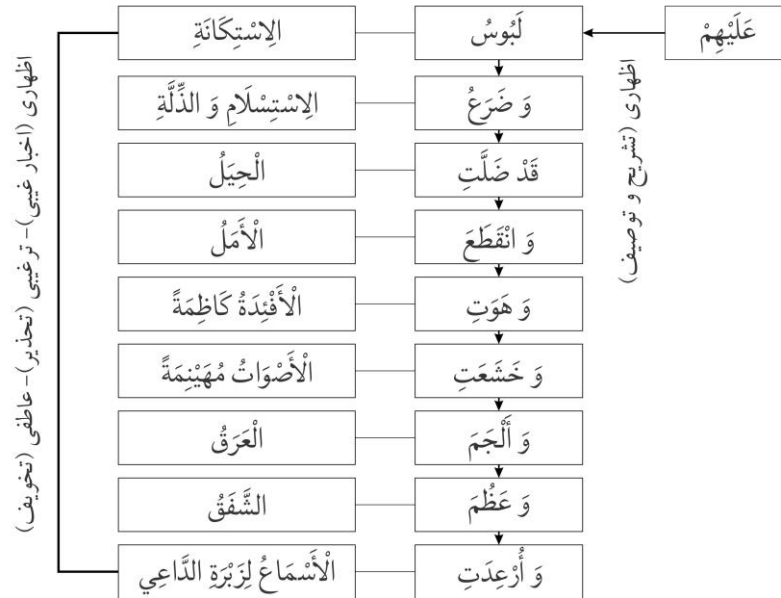 عَلَيْهِمْ
لَبُوسُ
الِاسْتِكَانَةِ
وَ ضَرَعُ
الِاسْتِسْلَامِ وَ الذِّلَّةِ
قَدْ ضَلَّتِ
الْحِيَلُ
وَ انْقَطَعَ
الْأَمَلُ
وَ هَوَتِ
الْأَفْئِدَةُ كَاظِمَةً
وَ خَشَعَتِ
الْأَصْوَاتُ مُهَيْنِمَةً
وَ أَلْجَمَ
الْعَرَقُ
وَ عَظُمَ
الشَّفَقُ
وَ أُرْعِدَتِ
الْأَسْمَاعُ لِزَبْرَةِ الدَّاعِي
اظهاری (تشریح و توصیف)
اظهاری (اخبار غیبی)- ترغیبی (تحذیر)- عاطفی (تخویف)